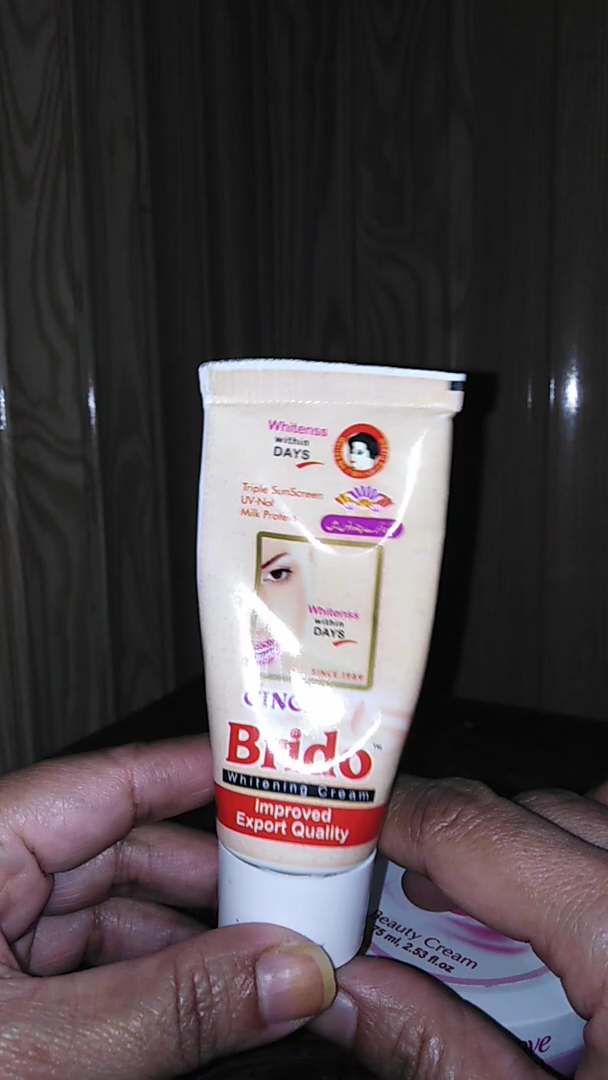 Whitenss
within
DAYS
Triple SunScreen
UV-Nol
Milk Protein
Whitenss
within
DAYS
SINCE 1989
Brido™
Whitening Cream
Improved
Export Quality
Beauty Cream
75 ml, 2.53 fl.oz